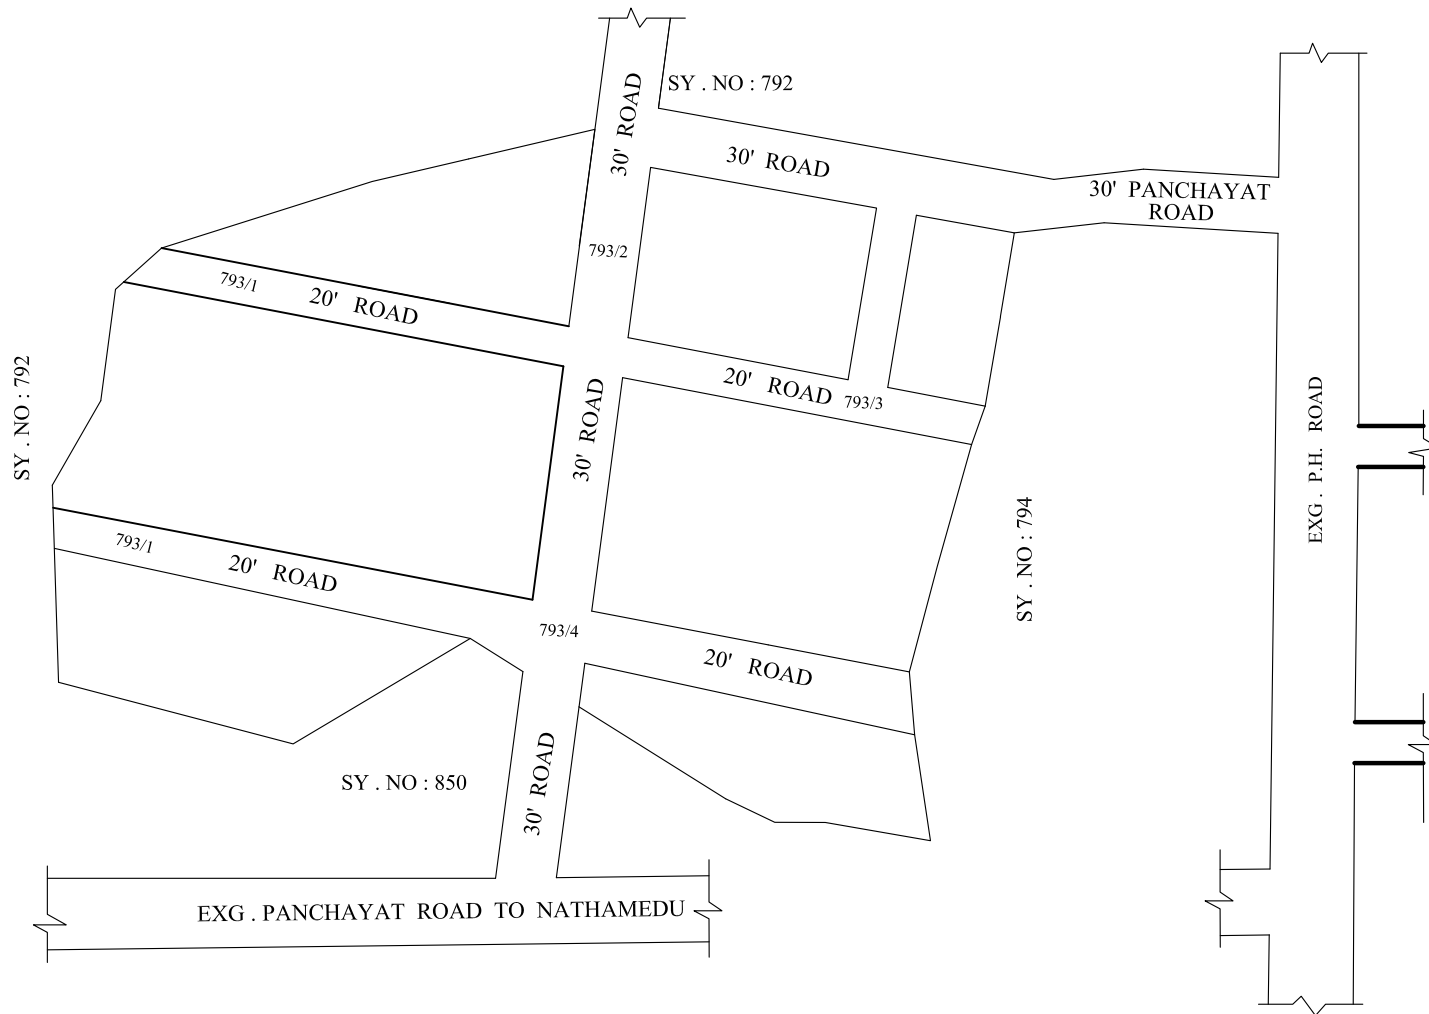 SY . NO : 792
30' ROAD
30' ROAD
30' PANCHAYAT
ROAD
793/2
793/1
20' ROAD
SY . NO : 792
30' ROAD
20' ROAD
793/3
EXG . P.H. ROAD
SY . NO : 794
793/1
20' ROAD
793/4
20' ROAD
30' ROAD
SY . NO : 850
EXG . PANCHAYAT ROAD TO NATHAMEDU